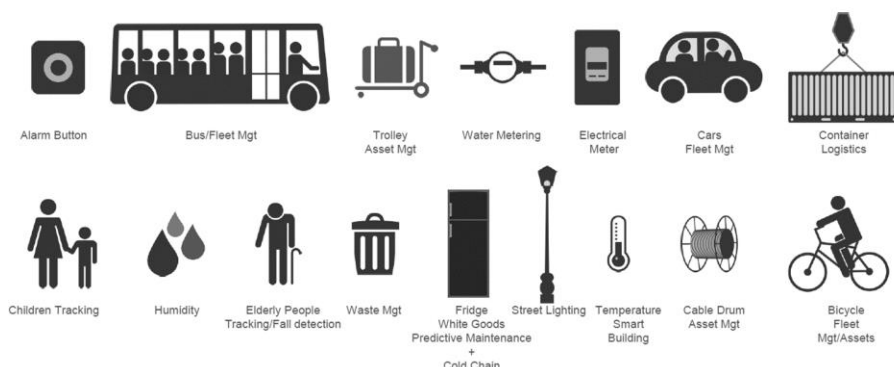 Alarm Button
Bus/Fleet Mgt
Trolley
Asset Mgt
Water Metering
Electrical
Meter
Cars
Fleet Mgt
Container
Logistics
Children Tracking
Humidity
Elderly People
Tracking/Fall detection
Waste Mgt
Fridge
White Goods
Predictive Maintenance
+
Cold Chain
Street Lighting
Temperature
Smart
Building
Cable Drum
Asset Mgt
Bicycle
Fleet
Mgt/Assets